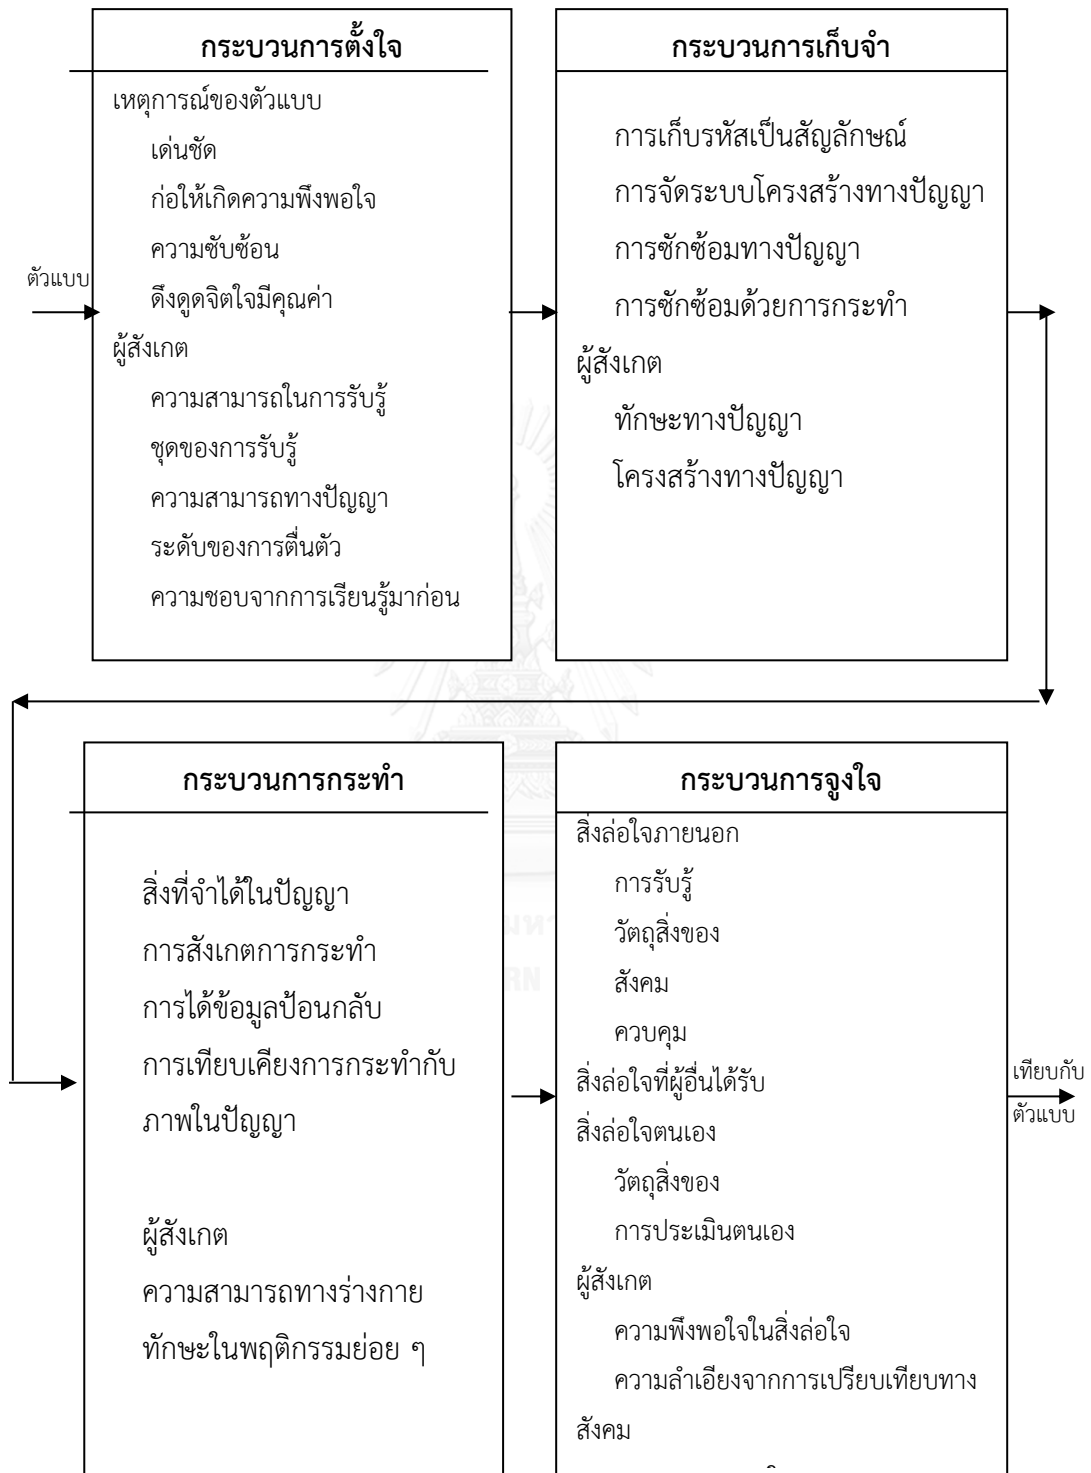 กระบวนการตั้งใจ
เหตุการณ์ของตัวแบบ
เด่นชัด
ก่อให้เกิดความพึงพอใจ
ความซับซ้อน
ดึงดูดจิตใจมีคุณค่า
ผู้สังเกต
ความสามารถในการรับรู้
ชุดของการรับรู้
ความสามารถทางปัญญา
ระดับของการตื่นตัว
ความชอบจากการเรียนรู้มาก่อน
ตัวแบบ
กระบวนการเก็บจำ
การเก็บรหัสเป็นสัญลักษณ์
การจัดระบบโครงสร้างทางปัญญา
การซักซ้อมทางปัญญา
การซักซ้อมด้วยการกระทำ
ผู้สังเกต
ทักษะทางปัญญา
โครงสร้างทางปัญญา
กระบวนการกระทำ
สิ่งที่จำได้ในปัญญา
การสังเกตการกระทำ
การได้ข้อมูลป้อนกลับ
การเทียบเคียงการกระทำกับ
ภาพในปัญญา
ผู้สังเกต
ความสามารถทางร่างกาย
ทักษะในพฤติกรรมย่อย ๆ
กระบวนการจูงใจ
สิ่งล่อใจภายนอก
การรับรู้
วัตถุสิ่งของ
สังคม
ควบคุม
สิ่งล่อใจที่ผู้อื่นได้รับ
สิ่งล่อใจตนเอง
วัตถุสิ่งของ
การประเมินตนเอง
ผู้สังเกต
ความพึงพอใจในสิ่งล่อใจ
ความลำเอียงจากการเปรียบเทียบทาง
สังคม
เทียบกับ
ตัวแบบ